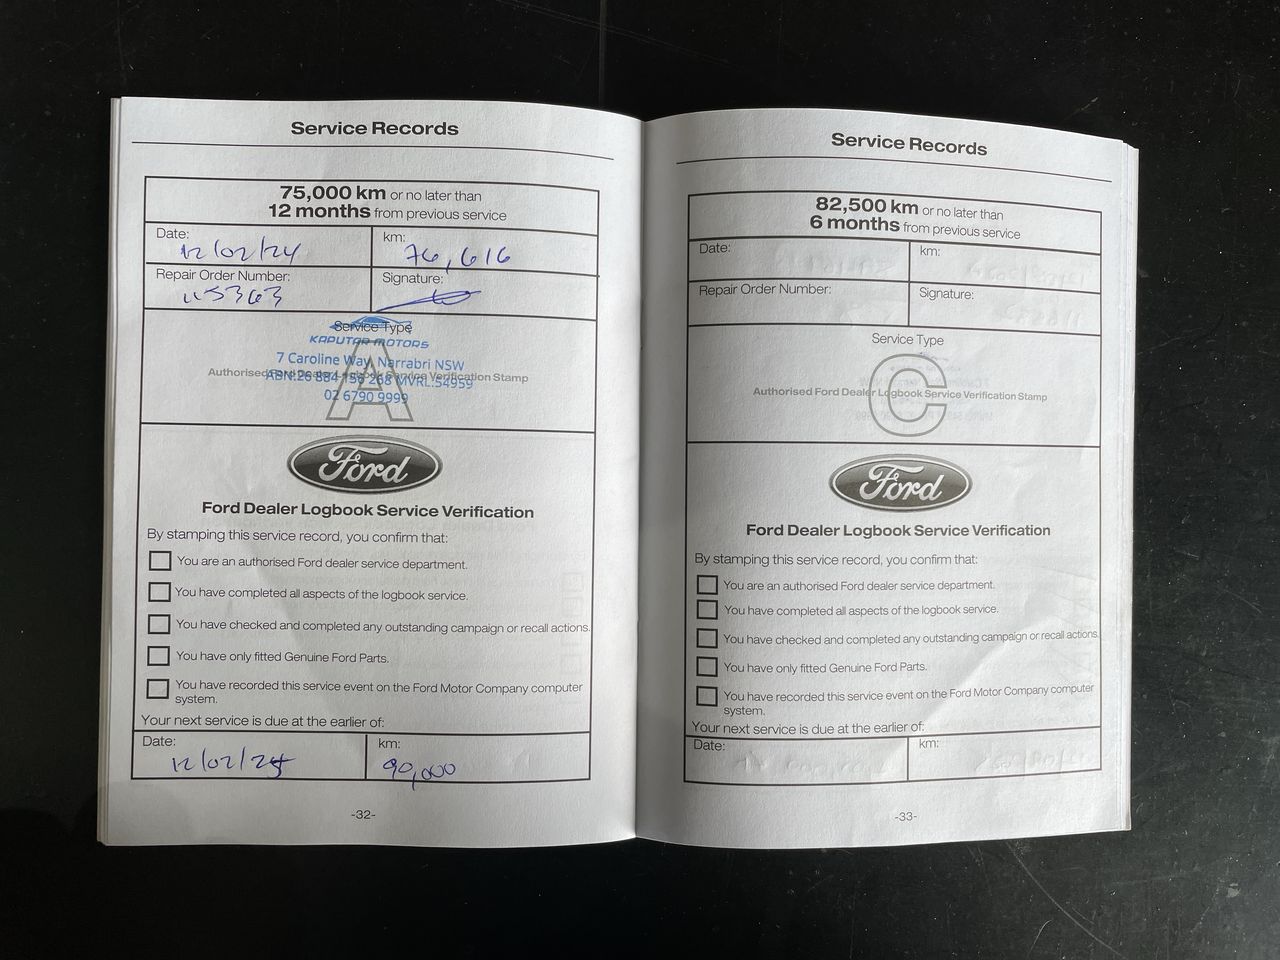 Service Records
75,000 km or no later than
12 months from previous service
Date:
12/02/24
km:
76,616
Repair Order Number:
115363
Signature:
Service Type
A
KAPUTAR MOTORS
7 Caroline Way, Narrabri NSW
Authorised Ford Dealer Logbook Service Verification Stamp
MVRL:54959
02 6790 9999
Ford
Ford Dealer Logbook Service Verification
By stamping this service record, you confirm that:
You are an authorised Ford dealer service department.
You have completed all aspects of the logbook service.
You have checked and completed any outstanding campaign or recall actions.
You have only fitted Genuine Ford Parts.
You have recorded this service event on the Ford Motor Company computer
system.
Your next service is due at the earlier of:
Date:
12/02/25
km:
90,000
-32-
Service Records
82,500 km or no later than
6 months from previous service
Date:
km:
Repair Order Number:
Signature:
Service Type
C
Authorised Ford Dealer Logbook Service Verification Stamp
Ford
Ford Dealer Logbook Service Verification
By stamping this service record, you confirm that:
You are an authorised Ford dealer service department.
You have completed all aspects of the logbook service.
You have checked and completed any outstanding campaign or recall actions.
You have only fitted Genuine Ford Parts.
You have recorded this service event on the Ford Motor Company computer
system.
Your next service is due at the earlier of:
Date:
km:
-33-